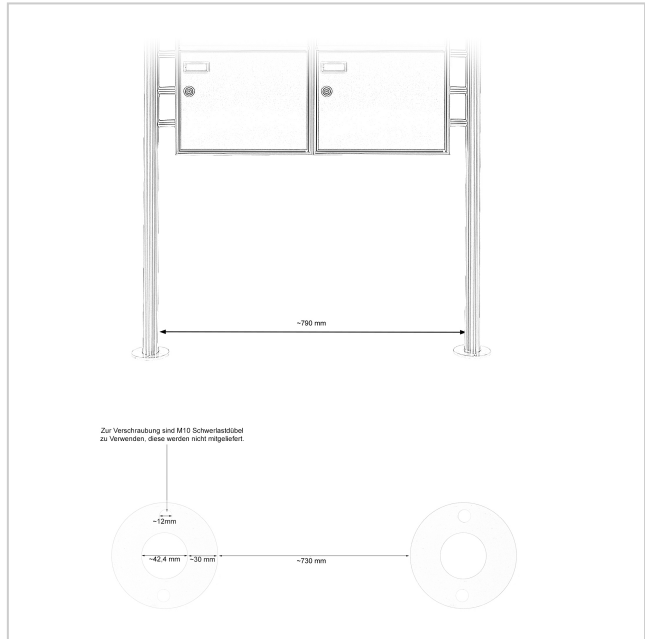 ~790 mm
Zur Verschraubung sind M10 Schwerlastdübel
zu Verwenden, diese werden nicht mitgeliefert.
~12mm
~42,4 mm
~30 mm
~730 mm